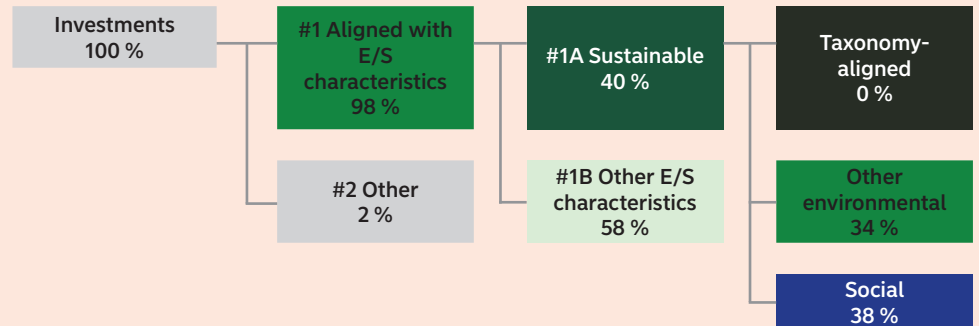 Investments
100 %
#1 Aligned with
E/S
characteristics
98 %
#1A Sustainable
40 %
Taxonomy-
aligned
0 %
#2 Other
2 %
#1B Other E/S
characteristics
58 %
Other
environmental
34 %
Social
38 %